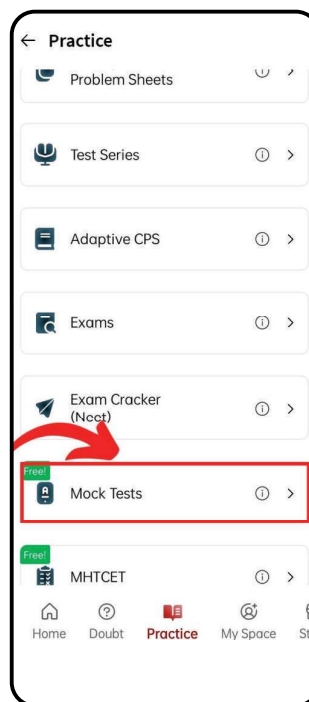 Practice
Problem Sheets
Test Series
Adaptive CPS
Exams
Exam Cracker
(Neet)
Free!
Mock Tests
Free!
MHTCET
Home Doubt Practice My Space St